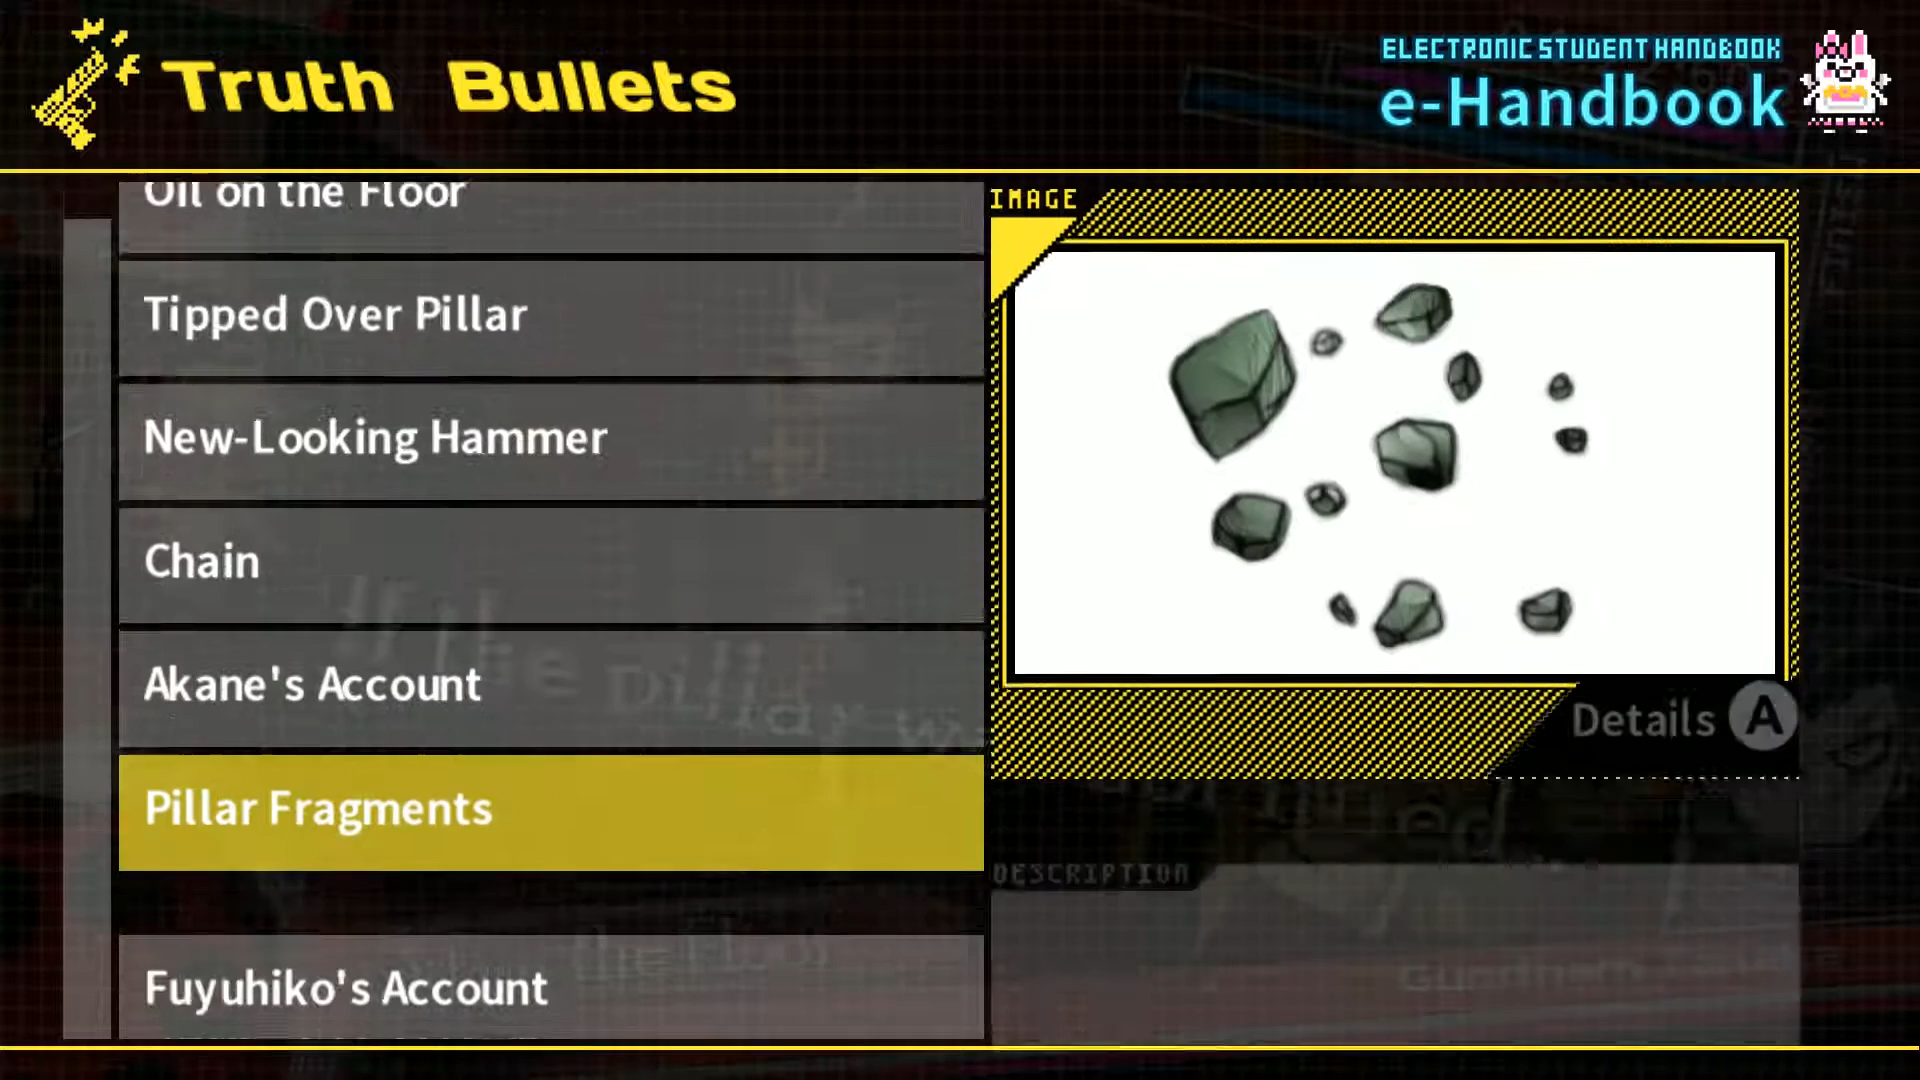 Truth Bullets
ELECTRONIC STUDENT HANDBOOK
e-Handbook
Oil on the Floor
IMAGE
Tipped Over Pillar
New-Looking Hammer
Chain
Akane's Account
Details A
Pillar Fragments
DESCRIPTION
Fuyuhiko's Account